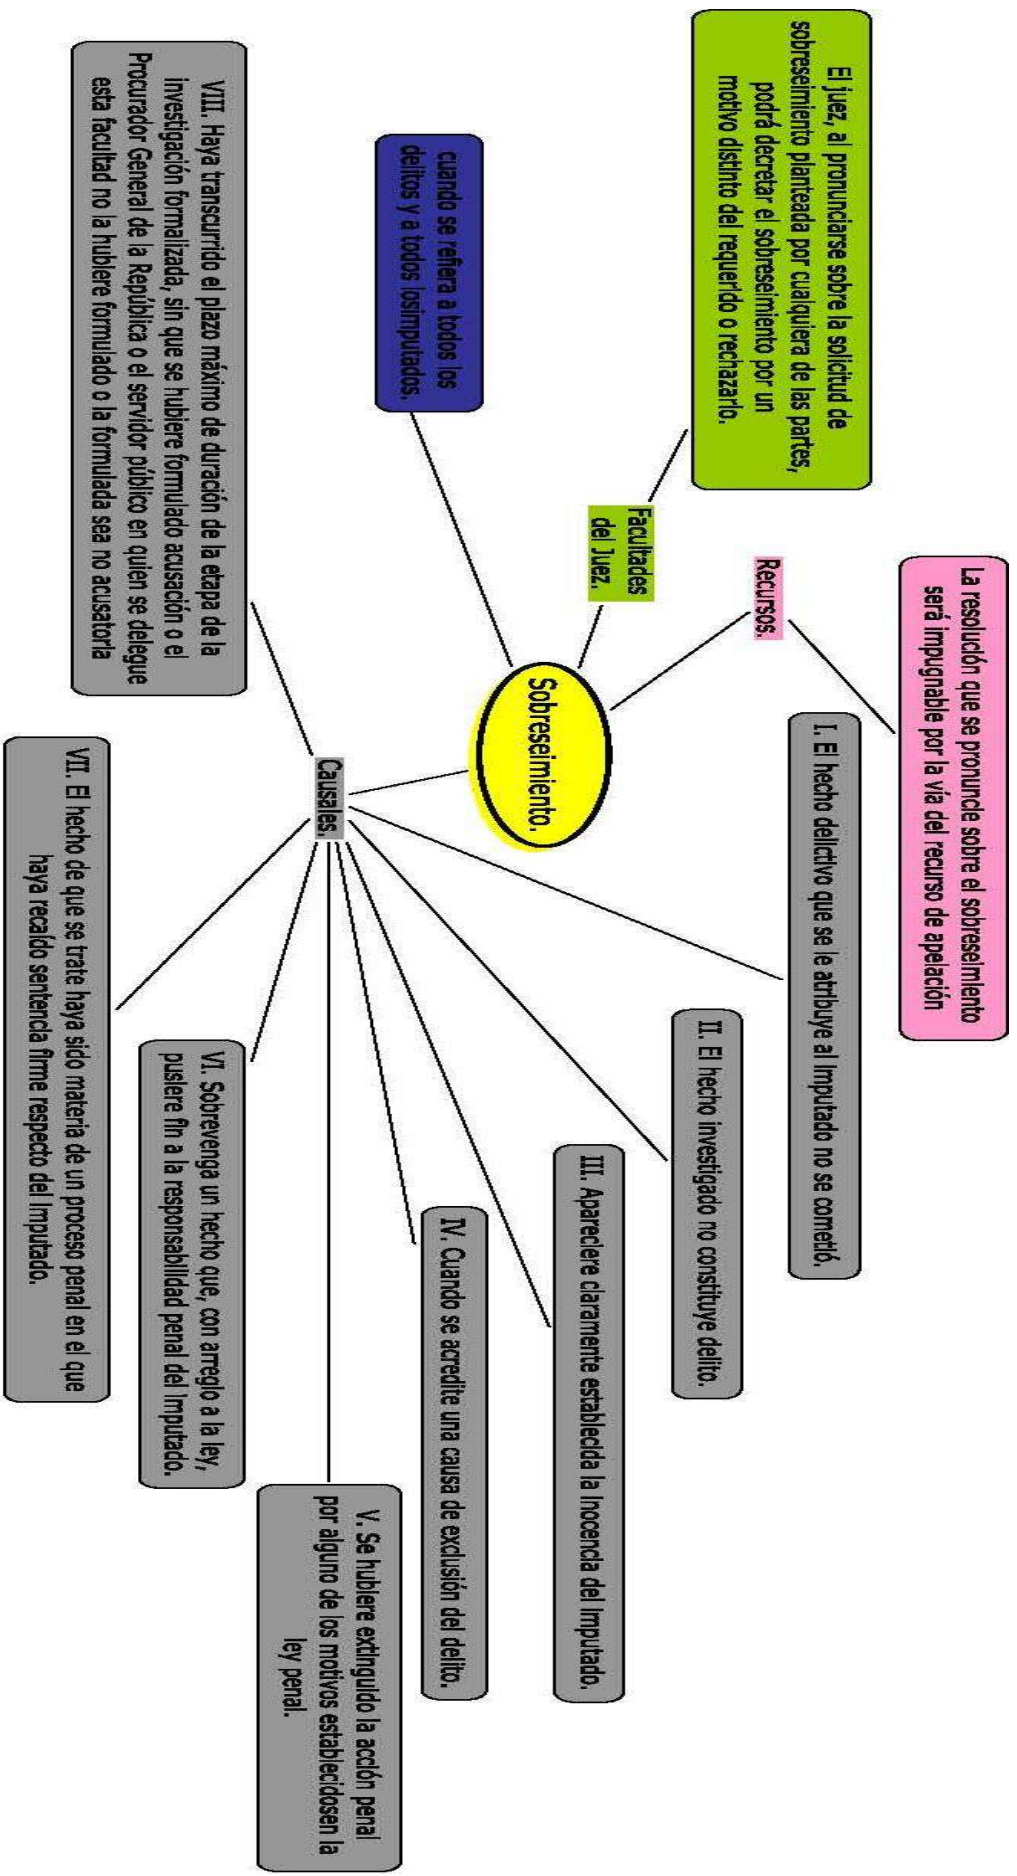 La resolución que se pronuncie sobre el sobreseimiento
será impugnable por la vía del recurso de apelación
El juez, al pronunciarse sobre la solicitud de
sobreseimiento planteada por cualquiera de las partes,
podrá decretar el sobreseimiento por un
motivo distinto del requerido o rechazarlo.
Recursos.
Facultades
del Juez.
cuando se refiera a todos los
delitos y a todos losimputados.
Sobreseimiento.
Causales.
I. El hecho delictivo que se le atribuye al imputado no se cometió.
II. El hecho investigado no constituye delito.
III. Apareciere claramente establecida la inocencia del imputado.
IV. Cuando se acredite una causa de exclusión del delito.
V. Se hubiere extinguido la acción penal
por alguno de los motivos establecidosen la
ley penal.
VI. Sobrevenga un hecho que, con arreglo a la ley,
pusiere fin a la responsabilidad penal del imputado.
VII. El hecho de que se trate haya sido materia de un proceso penal en el que
haya recaído sentencia firme respecto del imputado.
VIII. Haya transcurrido el plazo máximo de duración de la etapa de la
investigación formalizada, sin que se hubiere formulado acusación o el
Procurador General de la República o el servidor público en quien se delegue
esta facultad no la hubiere formulado o la formulada sea no acusatoria